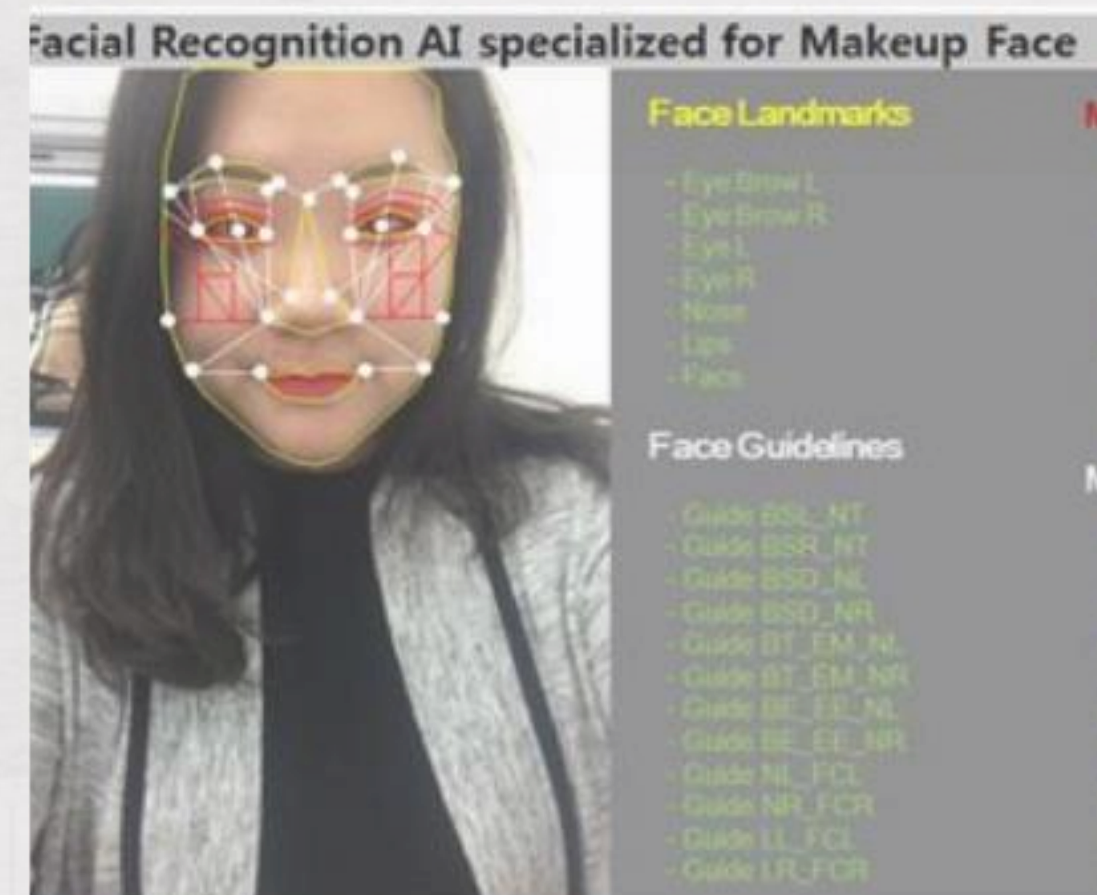 Facial Recognition AI specialized for Makeup Face
Face Landmarks
- Eye Brow L
- Eye Brow R
- Eye L
- Eye R
- Nose
- Lips
- Face
Face Guidelines
- Guide BSL_NT
- Guide BSR_NT
- Guide BSD_NL
- Guide BSD_NR
- Guide BT_EM_NL
- Guide BT_EM_NR
- Guide BE_EE_NL
- Guide BE_EE_NR
- Guide NL_FCL
- Guide NR_FCR
- Guide LL_FCL
- Guide LR_FCR